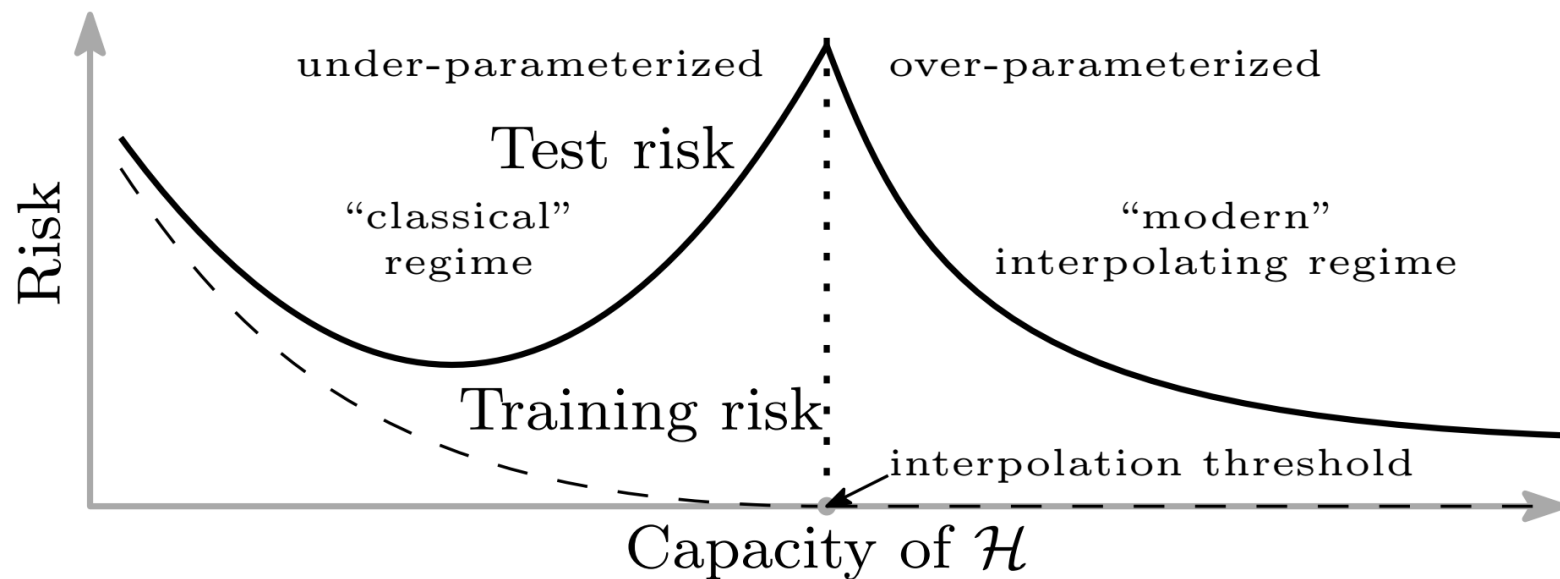 under-parameterized
over-parameterized
Test risk
“classical”
regime
“modern”
interpolating regime
Risk
Training risk
interpolation threshold
Capacity of ℋ